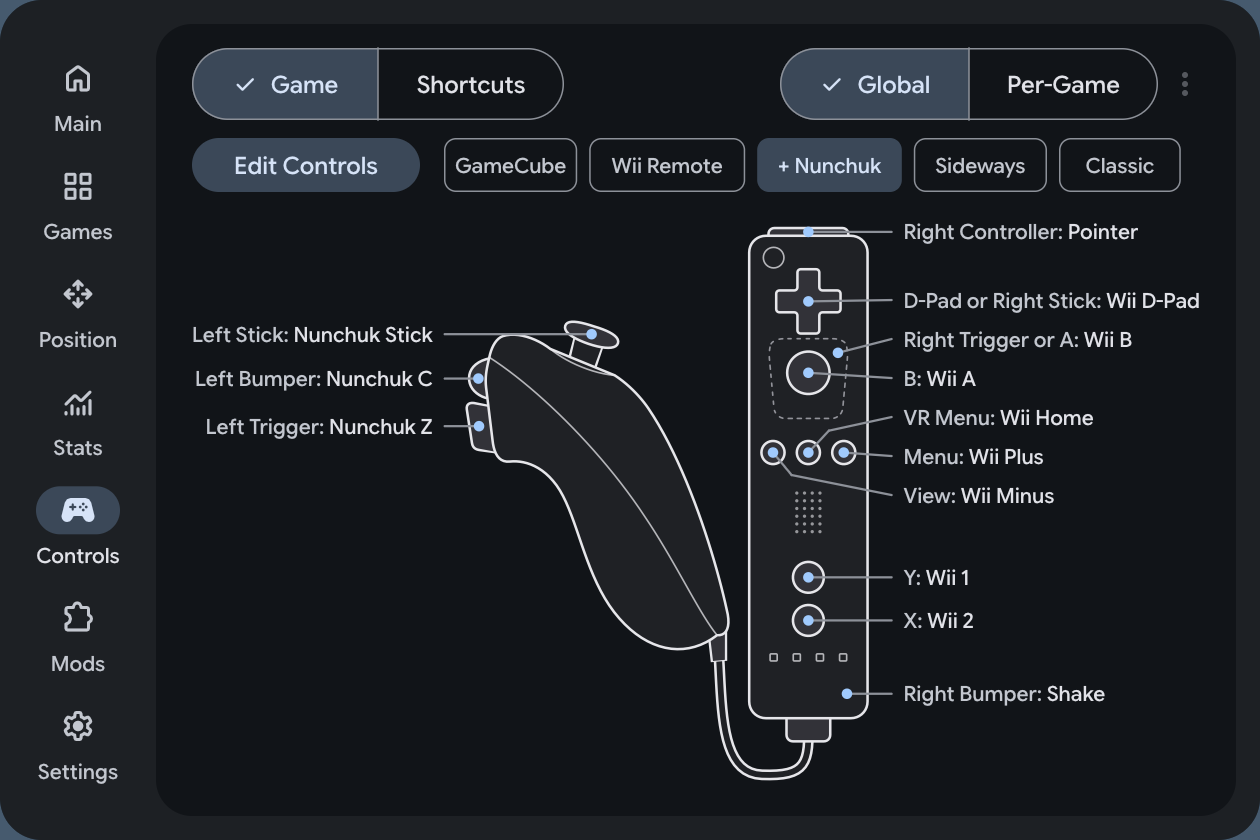 Main
Games
Position
Stats
Controls
Mods
Settings
Game
Shortcuts
Global
Per-Game
Edit Controls
GameCube
Wii Remote
+ Nunchuk
Sideways
Classic
Left Stick: Nunchuk Stick
Left Bumper: Nunchuk C
Left Trigger: Nunchuk Z
Right Controller: Pointer
D-Pad or Right Stick: Wii D-Pad
Right Trigger or A: Wii B
B: Wii A
VR Menu: Wii Home
Menu: Wii Plus
View: Wii Minus
Y: Wii 1
X: Wii 2
Right Bumper: Shake